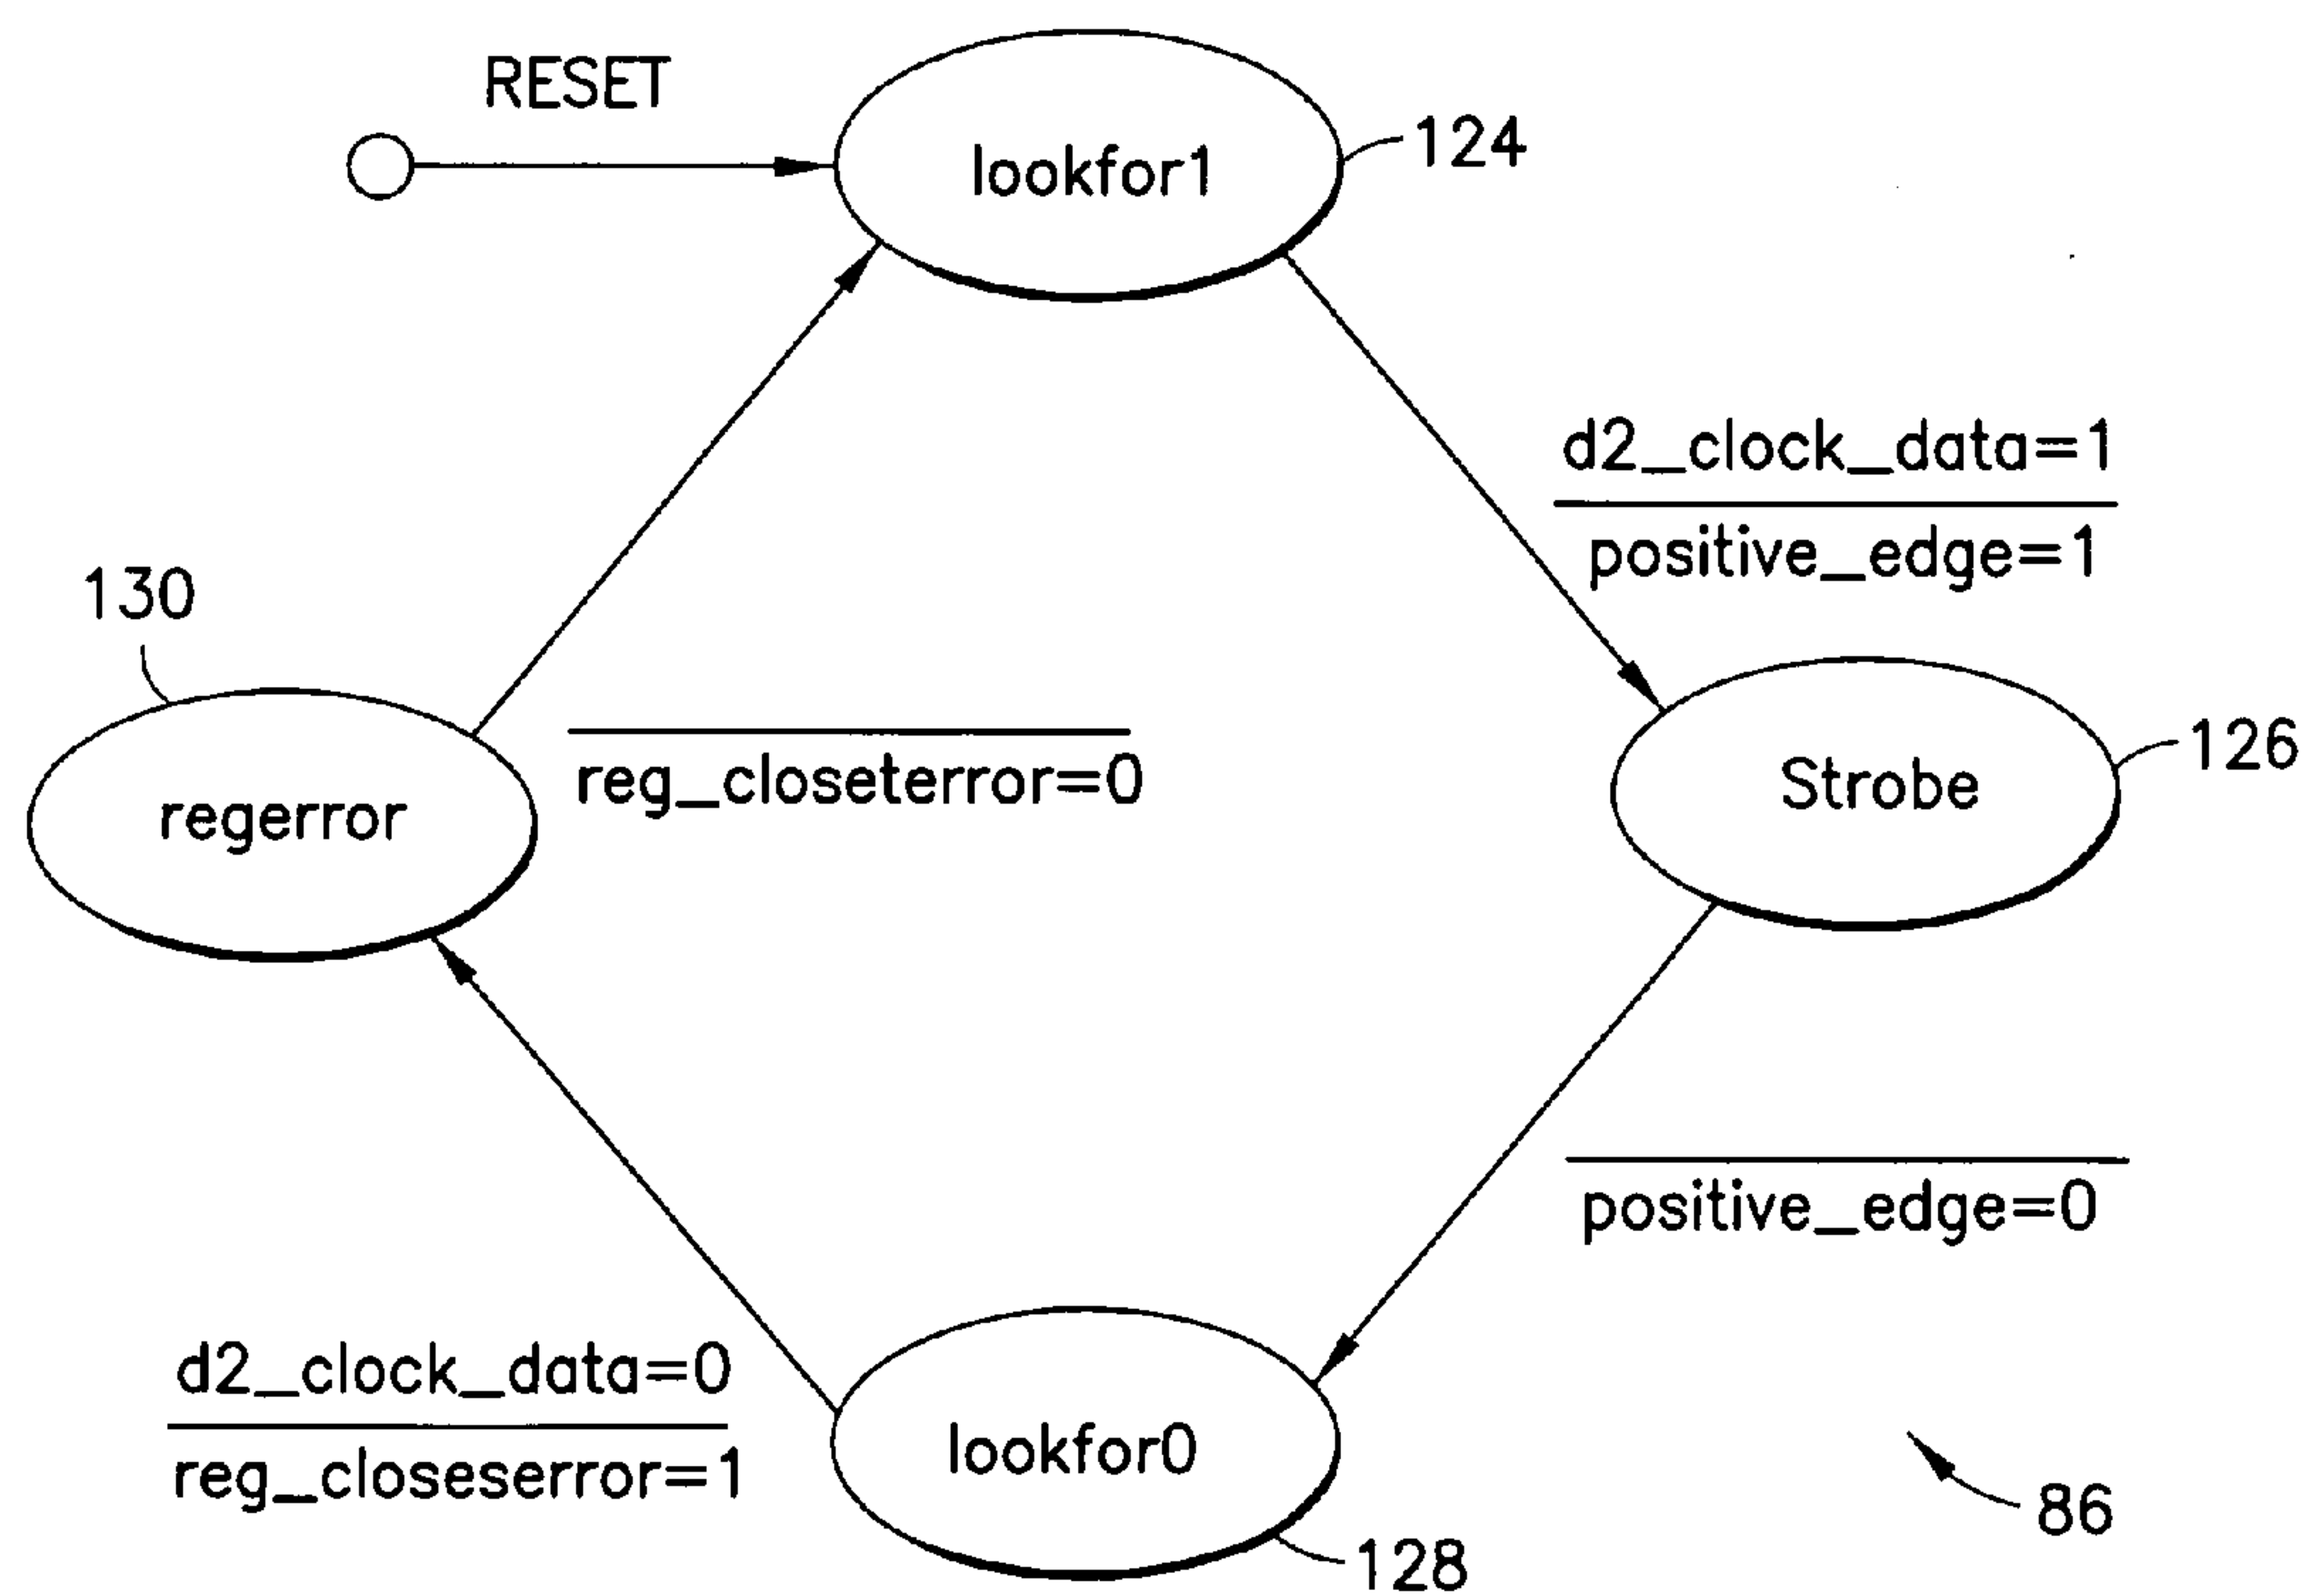 RESET
lookfor1
124
d2_clock_data=1
positive_edge=1
130
regerror
reg_closeterror=0
Strobe
126
positive_edge=0
d2_clock_data=0
reg_closeserror=1
lookfor0
128
86